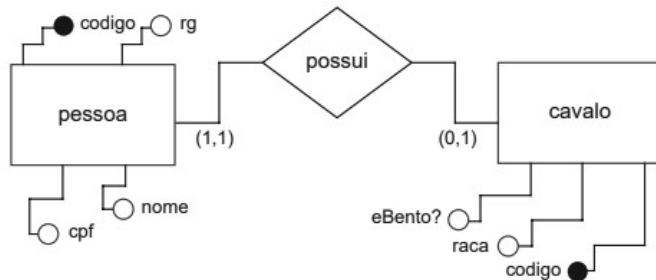 codigo
rg
pessoa
possui
cavalo
(1,1)
(0,1)
cpf
nome
eBento?
raca
codigo